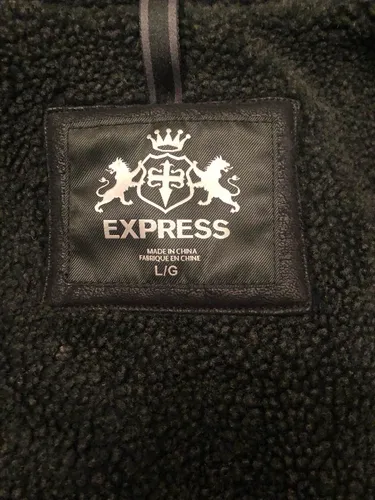 EXPRESS
MADE IN CHINA
FABRIQUE EN CHINE
L/G